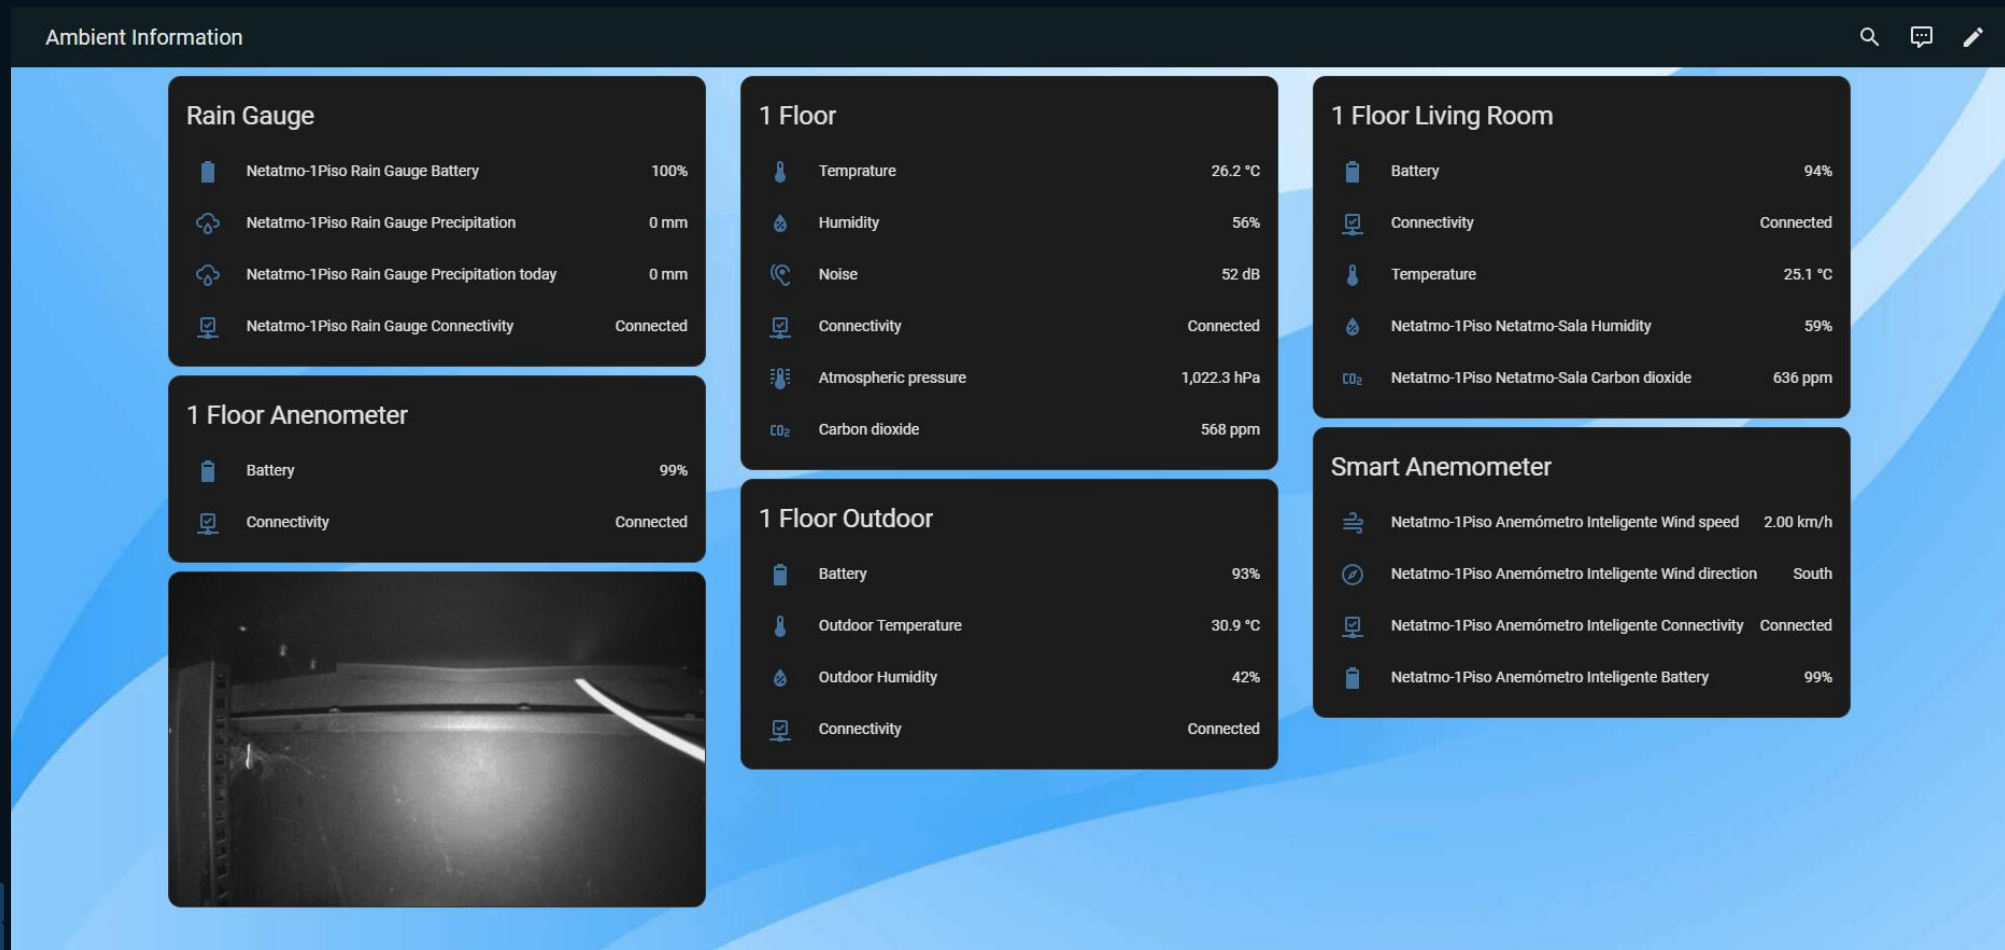 Ambient Information
Rain Gauge
Netatmo-1Piso Rain Gauge Battery 100%
Netatmo-1Piso Rain Gauge Precipitation 0 mm
Netatmo-1Piso Rain Gauge Precipitation today 0 mm
Netatmo-1Piso Rain Gauge Connectivity Connected
1 Floor Anenometer
Battery 99%
Connectivity Connected
1 Floor
Temprature 26.2 °C
Humidity 56%
Noise 52 dB
Connectivity Connected
Atmospheric pressure 1,022.3 hPa
CO₂ Carbon dioxide 568 ppm
1 Floor Outdoor
Battery 93%
Outdoor Temperature 30.9 °C
Outdoor Humidity 42%
Connectivity Connected
1 Floor Living Room
Battery 94%
Connectivity Connected
Temperature 25.1 °C
Netatmo-1Piso Netatmo-Sala Humidity 59%
CO₂ Netatmo-1Piso Netatmo-Sala Carbon dioxide 636 ppm
Smart Anemometer
Netatmo-1Piso Anemómetro Inteligente Wind speed 2.00 km/h
Netatmo-1Piso Anemómetro Inteligente Wind direction South
Netatmo-1Piso Anemómetro Inteligente Connectivity Connected
Netatmo-1Piso Anemómetro Inteligente Battery 99%